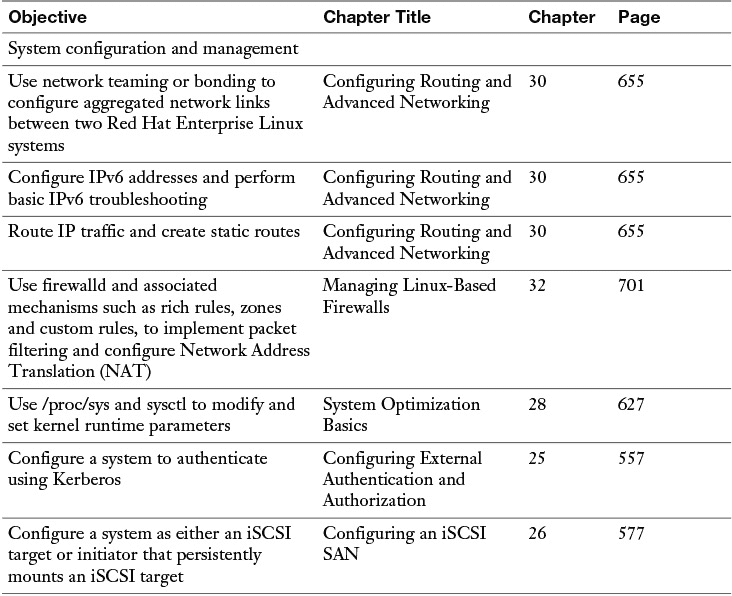 Objective Chapter Title Chapter Page
System configuration and management
Use network teaming or bonding to Configuring Routing and 30 655
configure aggregated network links Advanced Networking
between two Red Hat Enterprise Linux
systems
Configure IPv6 addresses and perform Configuring Routing and 30 655
basic IPv6 troubleshooting Advanced Networking
Route IP traffic and create static routes Configuring Routing and 30 655
Advanced Networking
Use firewalld and associated Managing Linux-Based 32 701
mechanisms such as rich rules, zones Firewalls
and custom rules, to implement packet
filtering and configure Network Address
Translation (NAT)
Use /proc/sys and sysctl to modify and System Optimization 28 627
set kernel runtime parameters Basics
Configure a system to authenticate Configuring External 25 557
using Kerberos Authentication and
Authorization
Configure a system as either an iSCSI Configuring an iSCSI 26 577
target or initiator that persistently SAN
mounts an iSCSI target